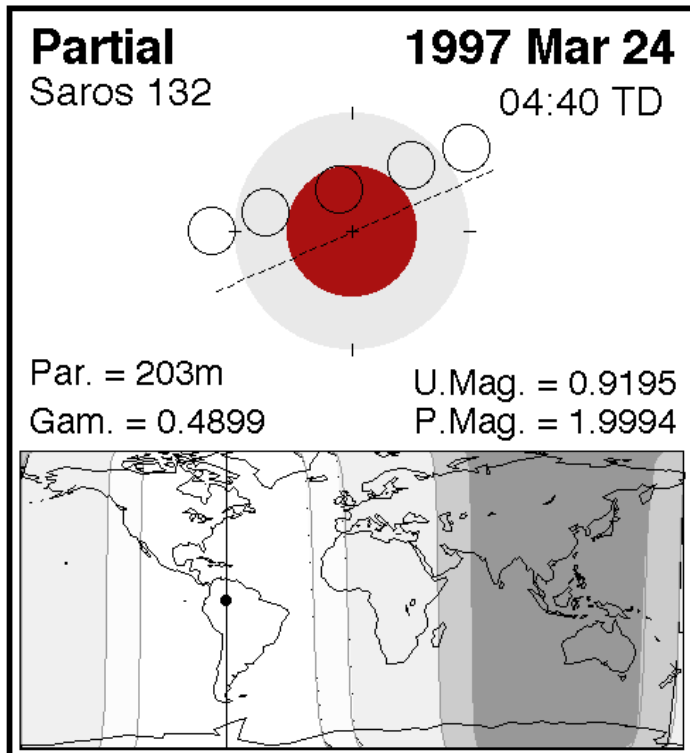 Partial 1997 Mar 24
Saros 132 04:40 TD
Par. = 203m U.Mag. = 0.9195
Gam. = 0.4899 P.Mag. = 1.9994